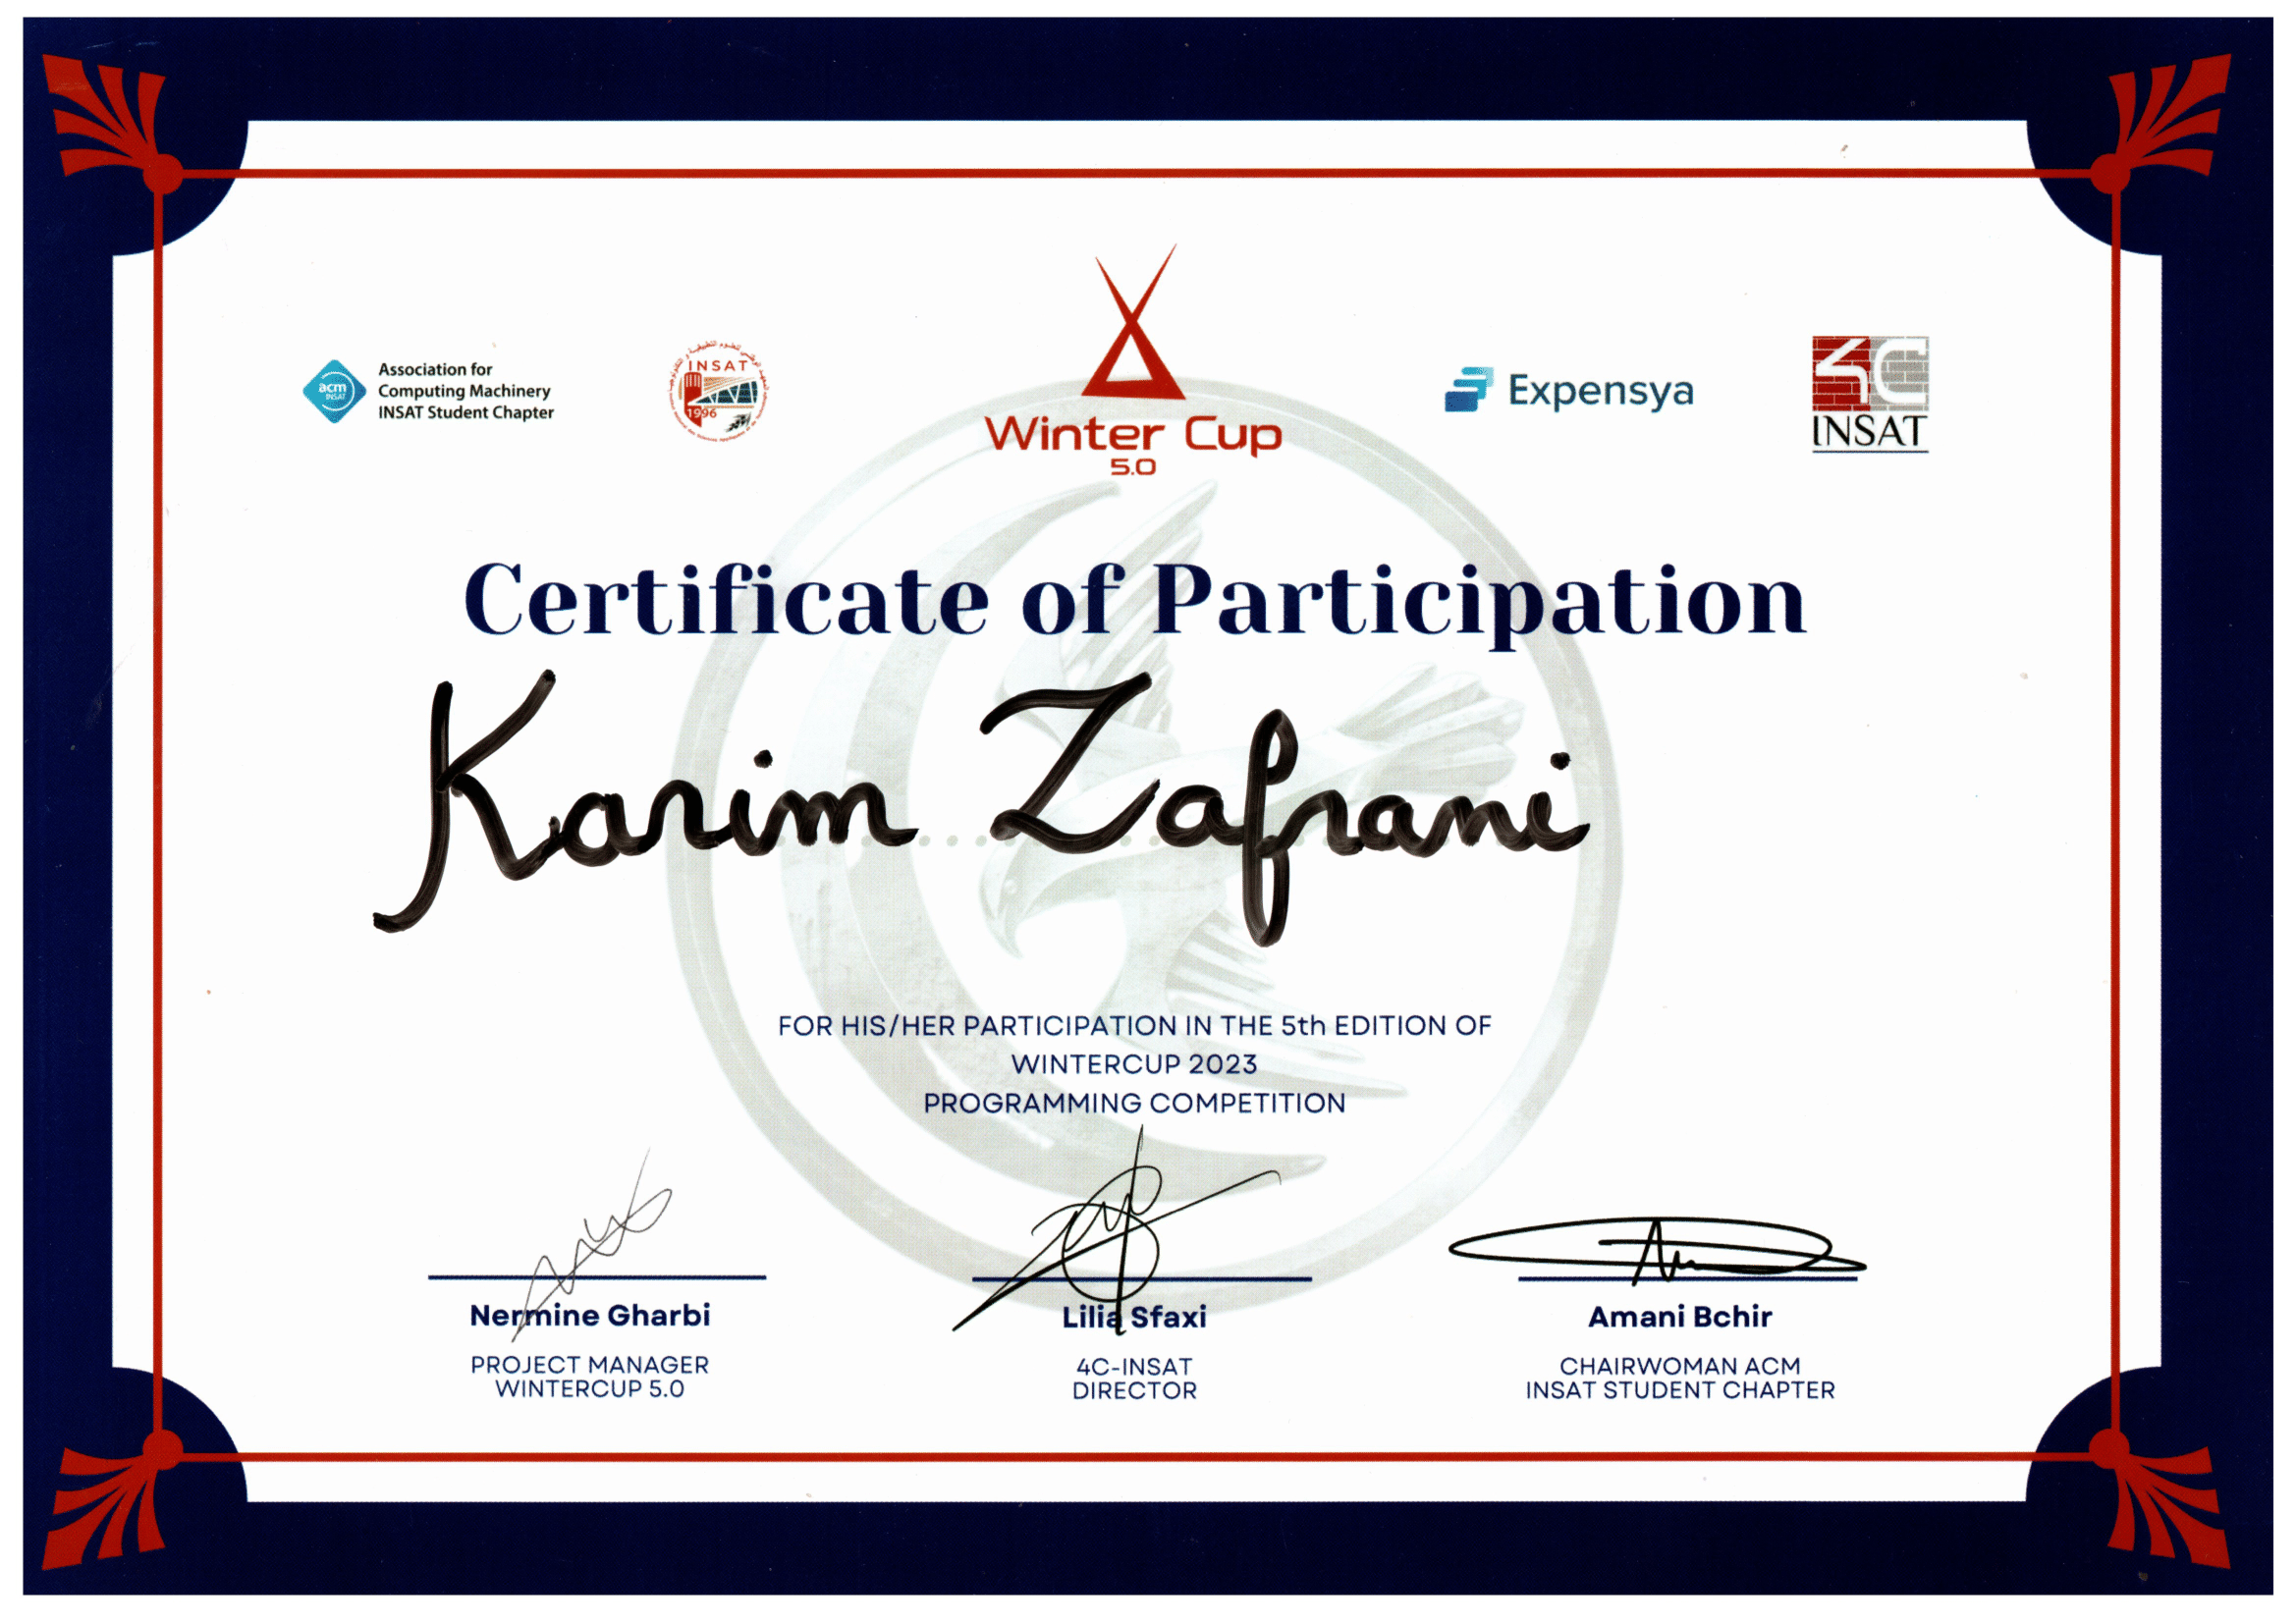 Association for
Computing Machinery
INSAT Student Chapter
acm
INSAT
INSAT
1996
Winter Cup
5.0
Expensya
4C
INSAT
Certificate of Participation
Karim Zafrani
FOR HIS/HER PARTICIPATION IN THE 5th EDITION OF
WINTERCUP 2023
PROGRAMMING COMPETITION
Nermine Gharbi
PROJECT MANAGER
WINTERCUP 5.0
Lilia Sfaxi
4C-INSAT
DIRECTOR
Amani Bchir
CHAIRWOMAN ACM
INSAT STUDENT CHAPTER